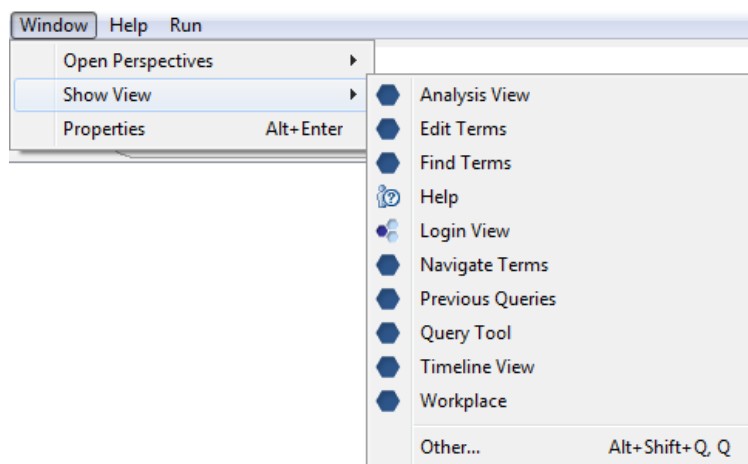 Window Help Run
Open Perspectives
Show View
Properties Alt+Enter
Analysis View
Edit Terms
Find Terms
Help
Login View
Navigate Terms
Previous Queries
Query Tool
Timeline View
Workplace
Other... Alt+Shift+Q, Q